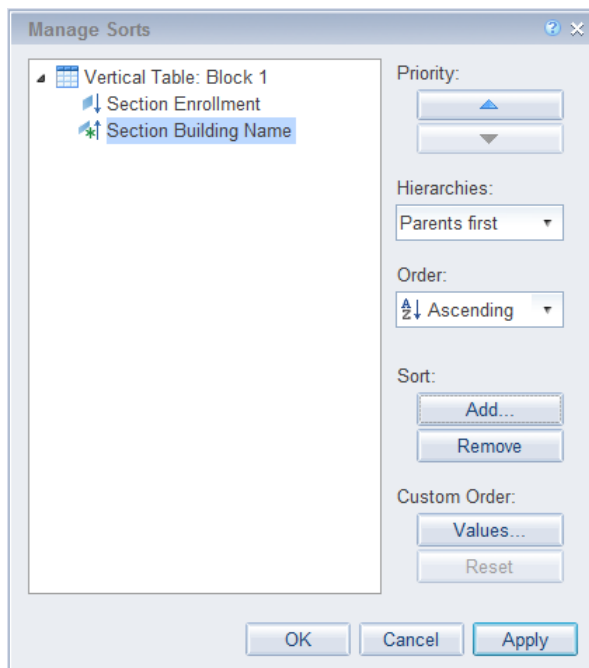 Manage Sorts
Vertical Table: Block 1
Section Enrollment
Section Building Name
Priority:
Hierarchies:
Parents first
Order:
Ascending
Sort:
Add...
Remove
Custom Order:
Values...
Reset
OK Cancel Apply